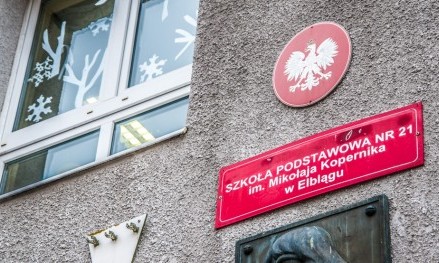 SZKOŁA PODSTAWOWA NR 21
im. Mikołaja Kopernika
w Elblągu